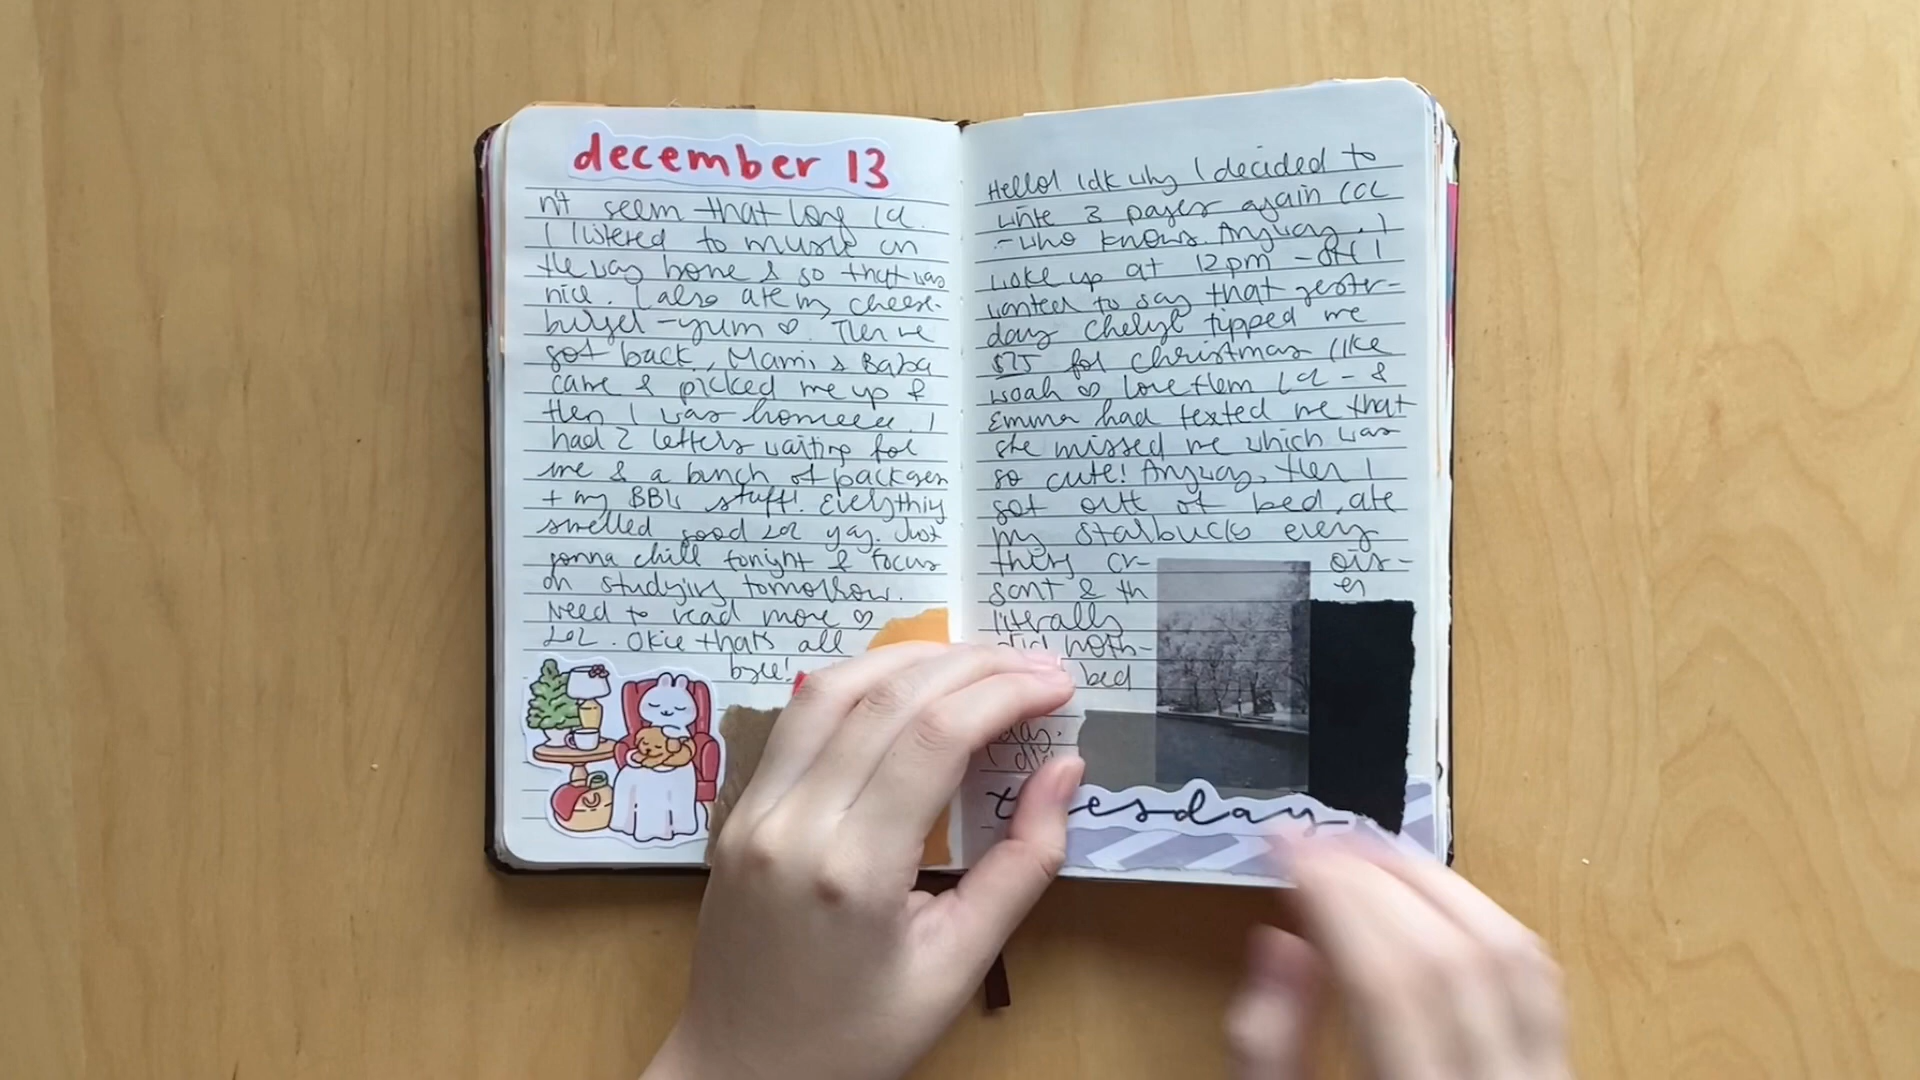 december 13
n't seem that long lol.
I listened to music on
the way home & so that was
nice. I also ate my cheese-
burger - yum ♡. Then we
got back, Mami & Baba
came & picked me up &
then I was homeeee. I
had 2 letters waiting for
me & a bunch of packages
+ my BBW stuff! Everything
smelled good LOL yay. Just
gonna chill tonight & focus
on studying tomorrow.
Need to read more ♡
LOL. Okie thats all
byee!
Hello! Idk why I decided to
write 3 pages again lol
- who knows. Anyway, I
woke up at 12pm - oh I
wanted to say that yester-
day Cheryl tipped me
$25 for Christmas like
woah ♡ love them lol - &
Emma had texted me that
she missed me which was
so cute! Anyway, then I
got outt of bed, ate
my starbucks every
thing cr- ois-
sant & th en
literally
did noth-
bed
day.
I did
tuesday